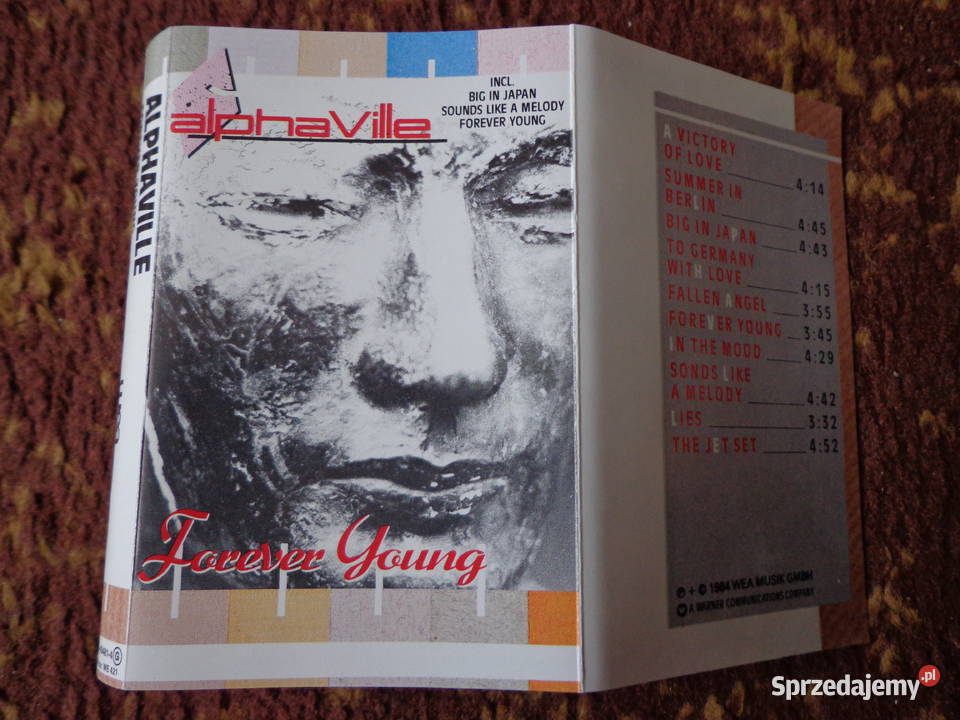 ALPHAVILLE
alphaville
INCL.
BIG IN JAPAN
SOUNDS LIKE A MELODY
FOREVER YOUNG
Forever Young
A VICTORY
OF LOVE 4:14
SUMMER IN
BERLIN 4:45
BIG IN JAPAN 4:43
TO GERMANY
WITH LOVE 4:15
FALLEN ANGEL 3:55
FOREVER YOUNG 3:45
IN THE MOOD 4:29
SONDS LIKE
A MELODY 4:42
LIES 3:32
THE JET SET 4:52
℗ + © 1984 WEA MUSIK GMBH
A WARNER COMMUNICATIONS COMPANY
G
WE 421
Sprzedajemy.pl